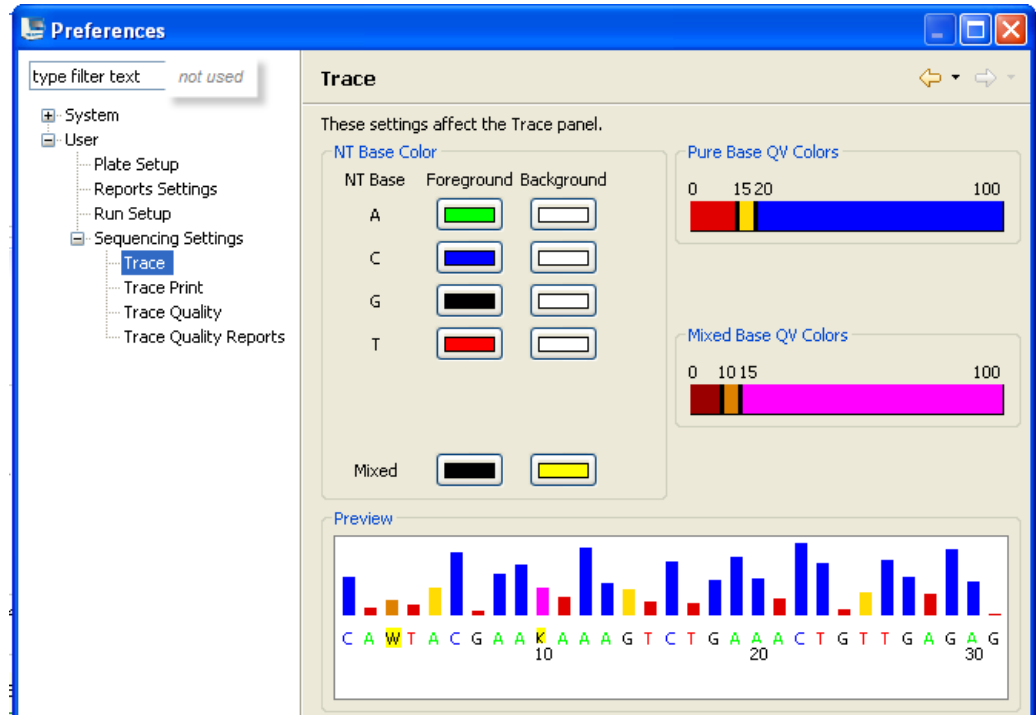 Preferences
type filter text
not used
System
User
Plate Setup
Reports Settings
Run Setup
Sequencing Settings
Trace
Trace Print
Trace Quality
Trace Quality Reports
Trace
These settings affect the Trace panel.
NT Base Color
NT Base Foreground Background
A
C
G
T
Mixed
Pure Base QV Colors
0 15 20 100
Mixed Base QV Colors
0 10 15 100
Preview
C A W T A C G A A K A A A G T C T G A A A C T G T T G A G A G
10 20 30